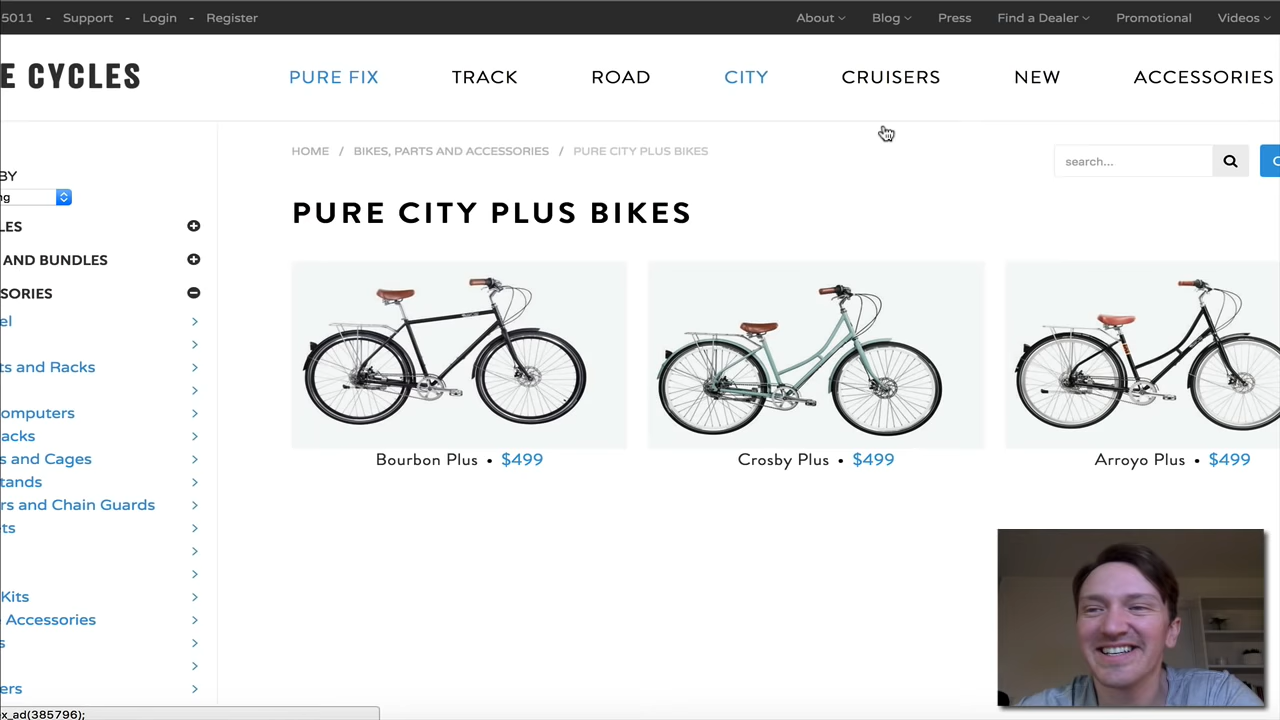 5011 - Support - Login - Register About Blog Press Find a Dealer Promotional Videos
E CYCLES PURE FIX TRACK ROAD CITY CRUISERS NEW ACCESSORIES
HOME / BIKES, PARTS AND ACCESSORIES / PURE CITY PLUS BIKES
search...
BY
ng
LES
AND BUNDLES
SORIES
el
ts and Racks
omputers
acks
s and Cages
tands
rs and Chain Guards
ets
Kits
Accessories
s
ers
PURE CITY PLUS BIKES
Bourbon Plus • $499
Crosby Plus • $499
Arroyo Plus • $499
x_ad(385796);